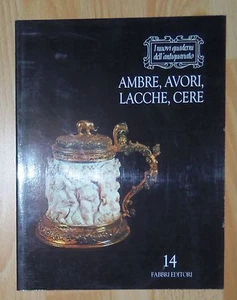 I nuovi quaderni
dell'antiquariato
AMBRE, AVORI,
LACCHE, CERE
14
FABBRI EDITORI